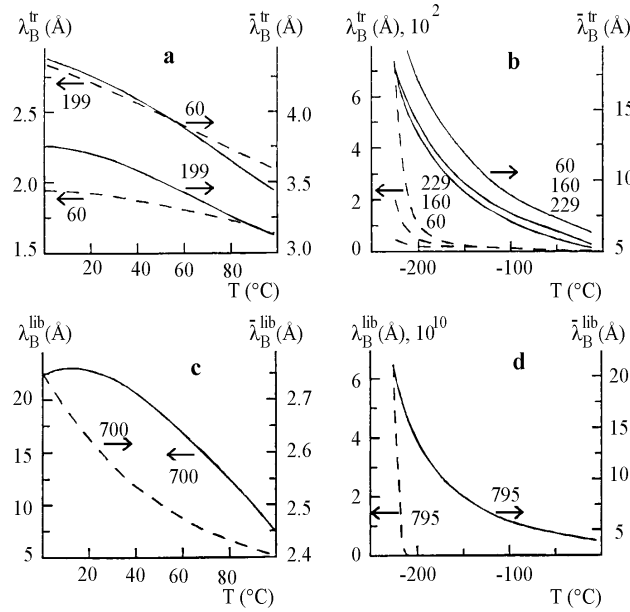 λ_B^tr (Å)
λ̄_B^tr (Å)
a
2.5
2.0
1.5
4.0
3.5
3.0
199
60
199
60
20 40 60 80
T (°C)
λ_B^tr (Å), 10^2
λ̄_B^tr (Å)
b
6
4
2
0
15
10
5
229
160
60
60
160
229
-200
-100
T (°C)
λ_B^lib (Å)
λ̄_B^lib (Å)
c
20
15
10
5
2.7
2.6
2.5
2.4
700
700
20 40 60 80
T (°C)
λ_B^lib (Å), 10^10
λ̄_B^lib (Å)
d
6
4
2
0
20
15
10
5
795
795
-200
-100
T (°C)